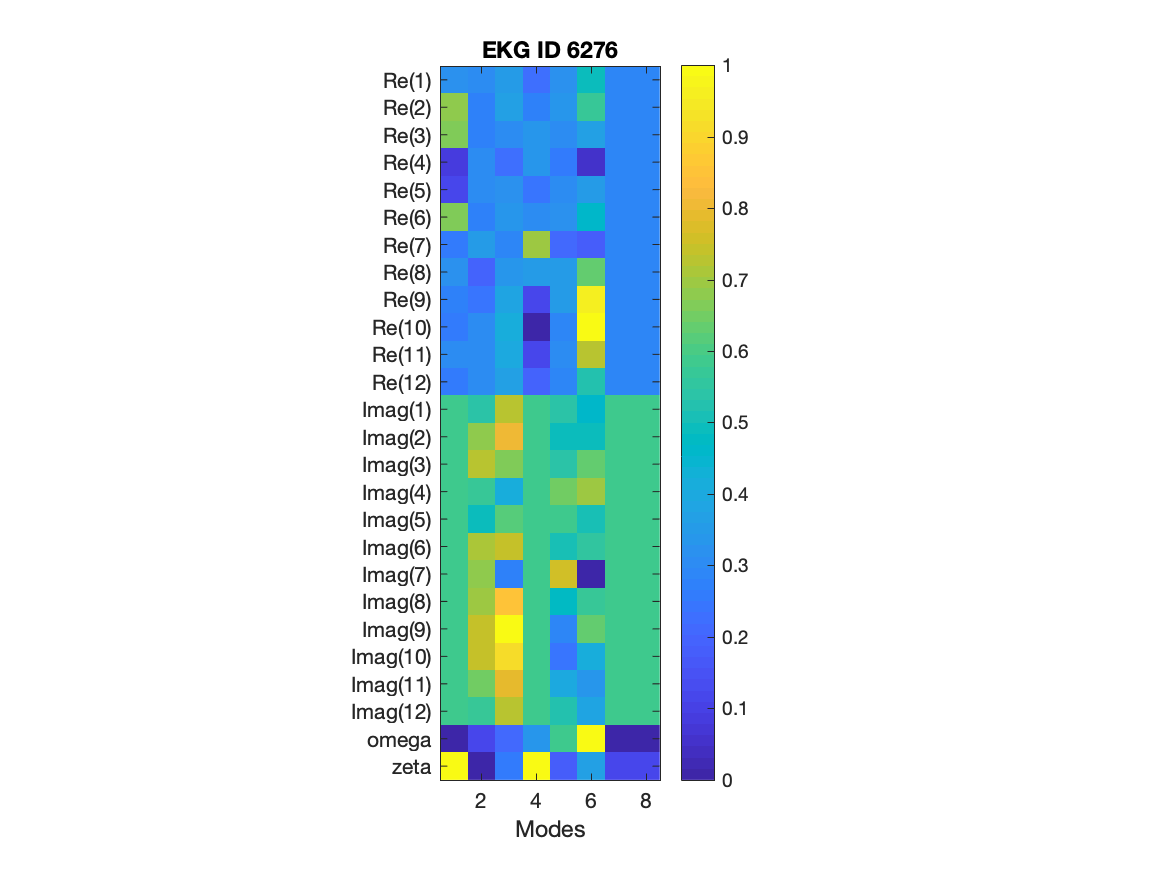 EKG ID 6276
Re(1)
Re(2)
Re(3)
Re(4)
Re(5)
Re(6)
Re(7)
Re(8)
Re(9)
Re(10)
Re(11)
Re(12)
Imag(1)
Imag(2)
Imag(3)
Imag(4)
Imag(5)
Imag(6)
Imag(7)
Imag(8)
Imag(9)
Imag(10)
Imag(11)
Imag(12)
omega
zeta
2 4 6 8
Modes
1
0.9
0.8
0.7
0.6
0.5
0.4
0.3
0.2
0.1
0